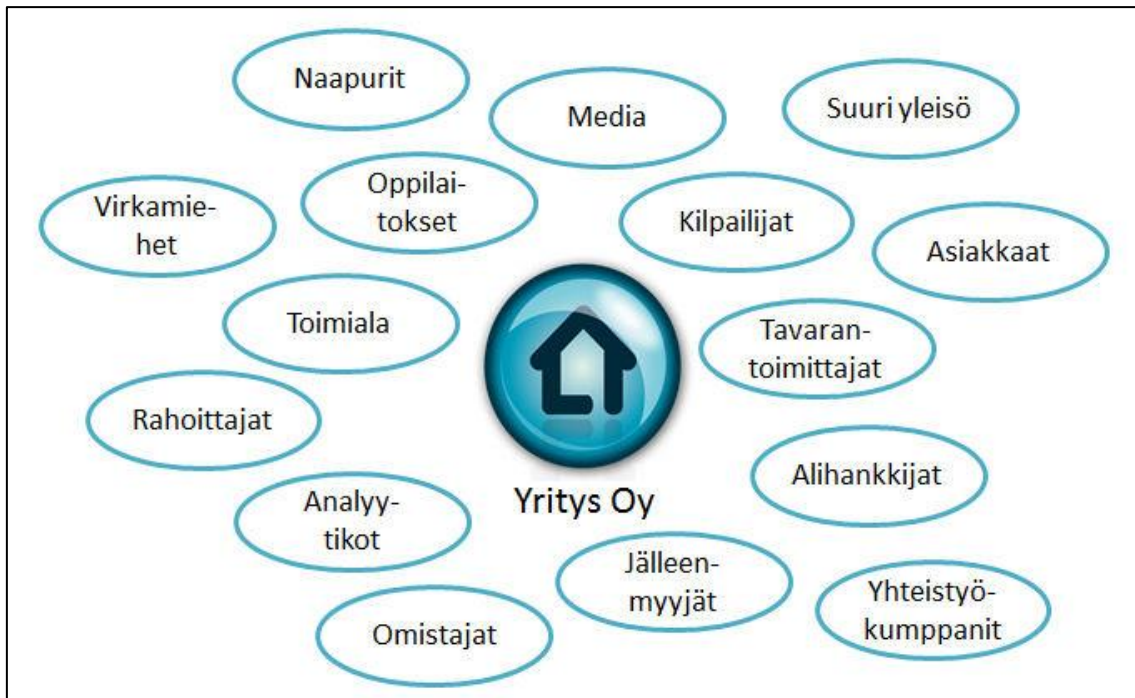 Naapurit
Media
Suuri yleisö
Oppilai-
tokset
Virkamie-
het
Kilpailijat
Asiakkaat
Toimiala
Tavaran-
toimittajat
Rahoittajat
Alihankkijat
Analyy-
tikot
Yritys Oy
Jälleen-
myyjät
Yhteistyö-
kumppanit
Omistajat